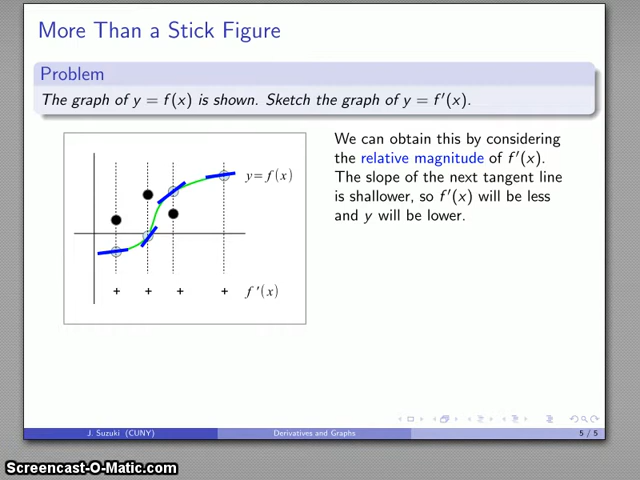 More Than a Stick Figure
Problem
The graph of y = f(x) is shown. Sketch the graph of y = f′(x).
We can obtain this by considering
the relative magnitude of f′(x).
The slope of the next tangent line
is shallower, so f′(x) will be less
and y will be lower.
y=f(x)
+ + + + f'(x)
J. Suzuki (CUNY) Derivatives and Graphs 5 / 5
Screencast-O-Matic.com